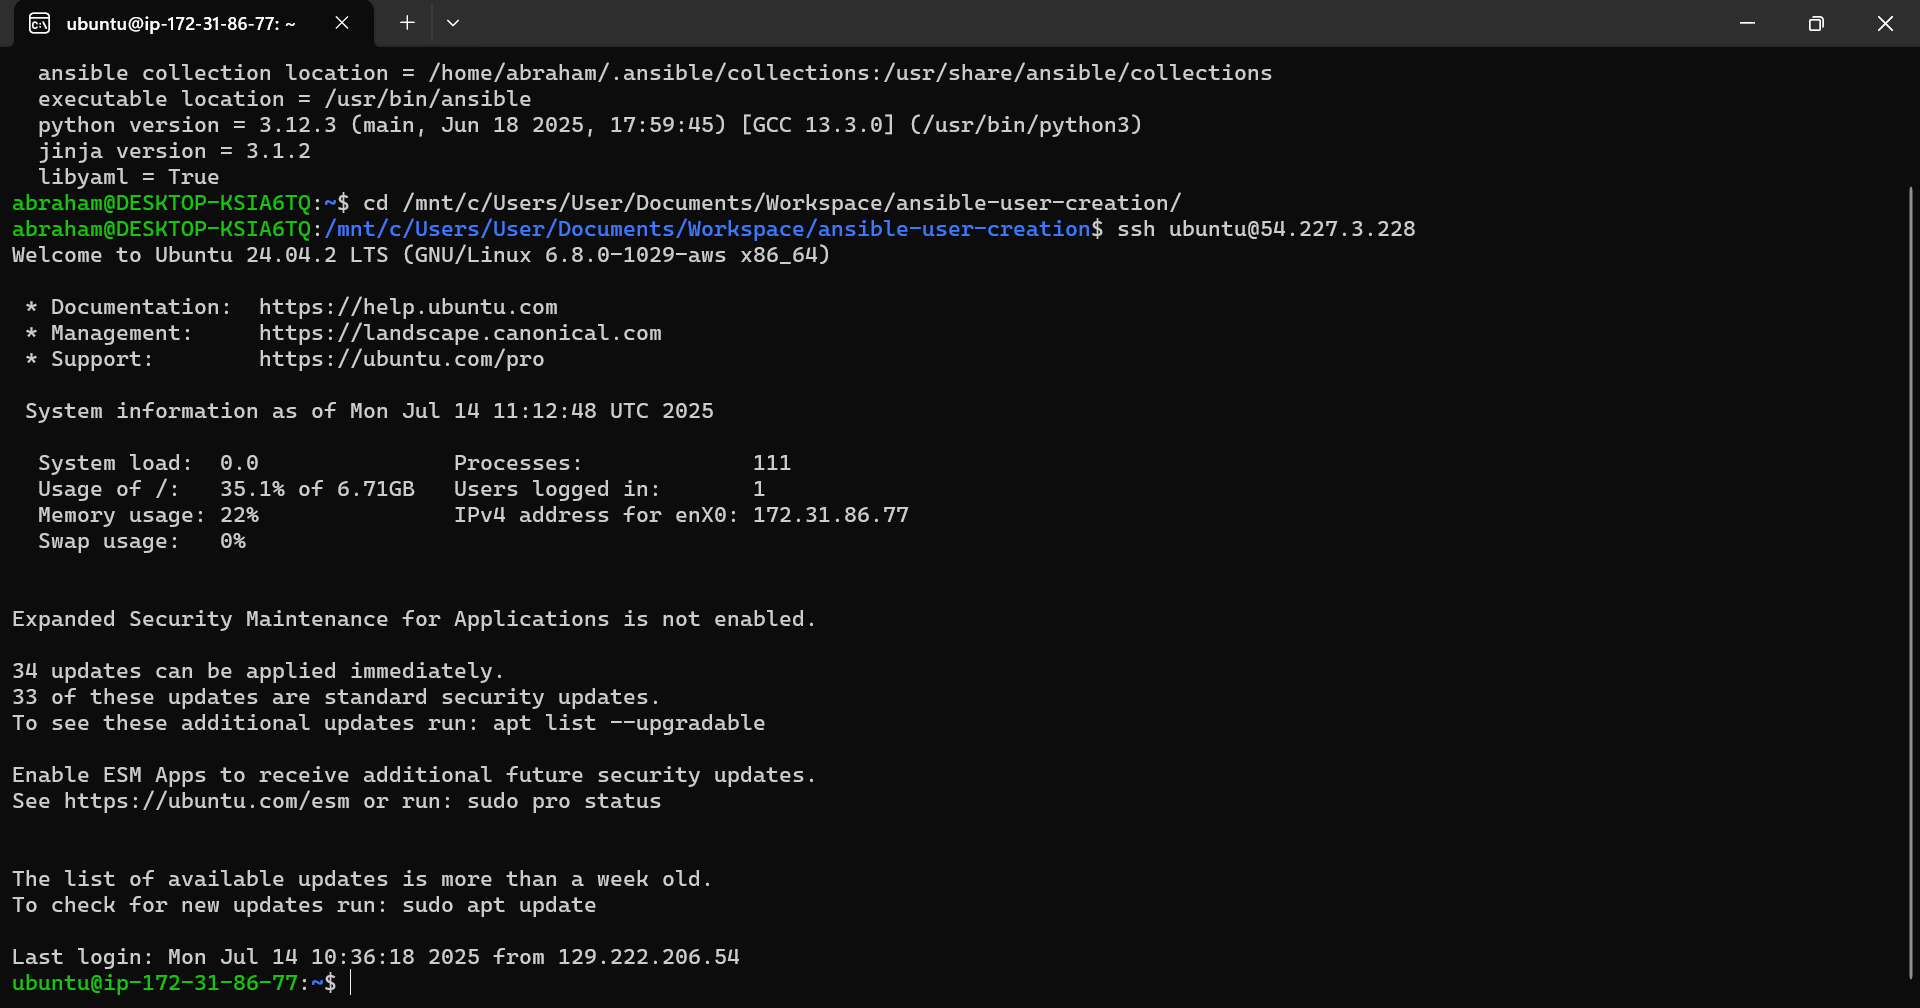 ubuntu@ip-172-31-86-77: ~
ansible collection location = /home/abraham/.ansible/collections:/usr/share/ansible/collections
executable location = /usr/bin/ansible
python version = 3.12.3 (main, Jun 18 2025, 17:59:45) [GCC 13.3.0] (/usr/bin/python3)
jinja version = 3.1.2
libyaml = True
abraham@DESKTOP-KSIA6TQ:~$ cd /mnt/c/Users/User/Documents/Workspace/ansible-user-creation/
abraham@DESKTOP-KSIA6TQ:/mnt/c/Users/User/Documents/Workspace/ansible-user-creation$ ssh ubuntu@54.227.3.228
Welcome to Ubuntu 24.04.2 LTS (GNU/Linux 6.8.0-1029-aws x86_64)
* Documentation:  https://help.ubuntu.com
* Management:     https://landscape.canonical.com
* Support:        https://ubuntu.com/pro
System information as of Mon Jul 14 11:12:48 UTC 2025
System load:  0.0               Processes:             111
Usage of /:   35.1% of 6.71GB   Users logged in:       1
Memory usage: 22%               IPv4 address for enX0: 172.31.86.77
Swap usage:   0%
Expanded Security Maintenance for Applications is not enabled.
34 updates can be applied immediately.
33 of these updates are standard security updates.
To see these additional updates run: apt list --upgradable
Enable ESM Apps to receive additional future security updates.
See https://ubuntu.com/esm or run: sudo pro status
The list of available updates is more than a week old.
To check for new updates run: sudo apt update
Last login: Mon Jul 14 10:36:18 2025 from 129.222.206.54
ubuntu@ip-172-31-86-77:~$